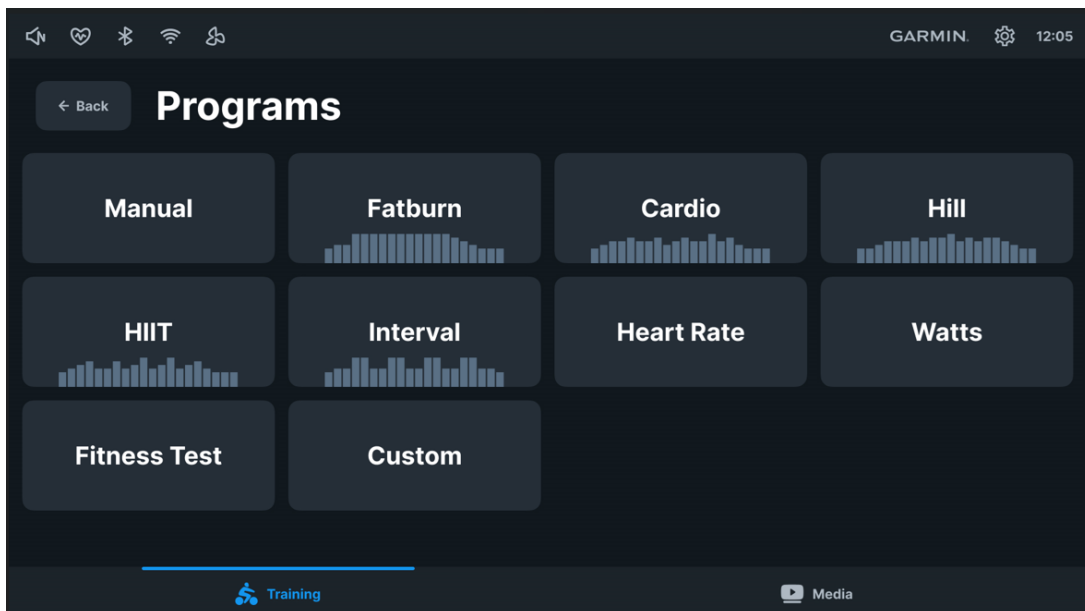 GARMIN. 12:05
← Back Programs
Manual Fatburn Cardio Hill
HIIT Interval Heart Rate Watts
Fitness Test Custom
Training Media